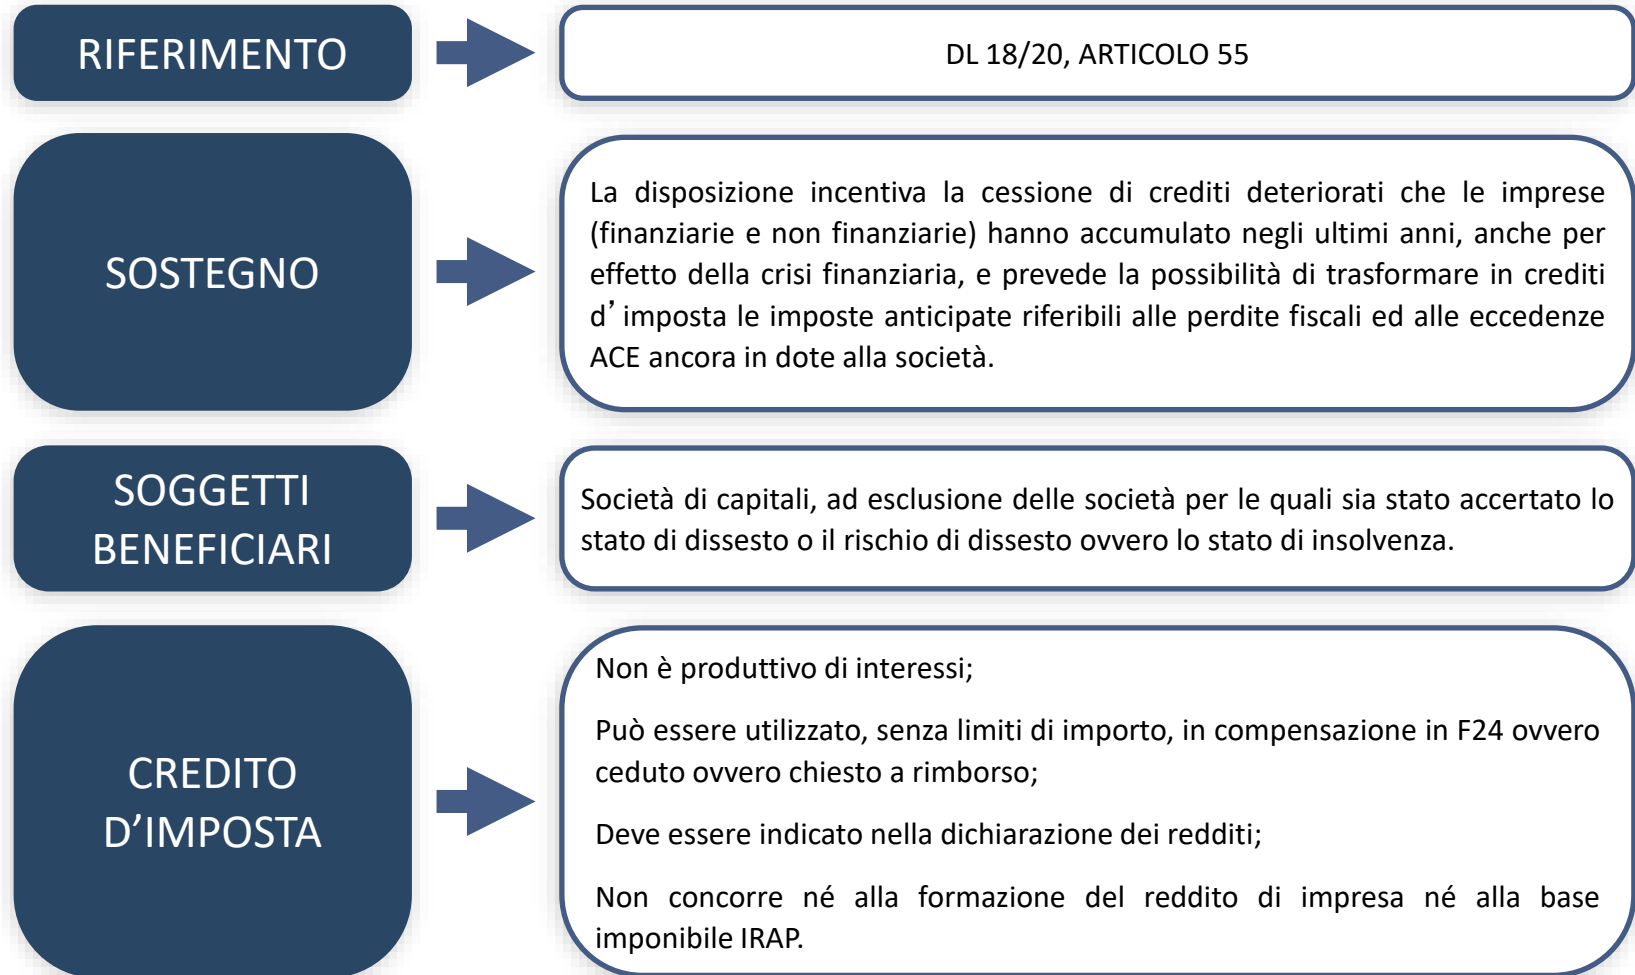 RIFERIMENTO
DL 18/20, ARTICOLO 55
SOSTEGNO
La disposizione incentiva la cessione di crediti deteriorati che le imprese
(finanziarie e non finanziarie) hanno accumulato negli ultimi anni, anche per
effetto della crisi finanziaria, e prevede la possibilità di trasformare in crediti
d’imposta le imposte anticipate riferibili alle perdite fiscali ed alle eccedenze
ACE ancora in dote alla società.
SOGGETTI
BENEFICIARI
Società di capitali, ad esclusione delle società per le quali sia stato accertato lo
stato di dissesto o il rischio di dissesto ovvero lo stato di insolvenza.
CREDITO
D’IMPOSTA
Non è produttivo di interessi;
Può essere utilizzato, senza limiti di importo, in compensazione in F24 ovvero
ceduto ovvero chiesto a rimborso;
Deve essere indicato nella dichiarazione dei redditi;
Non concorre né alla formazione del reddito di impresa né alla base
imponibile IRAP.